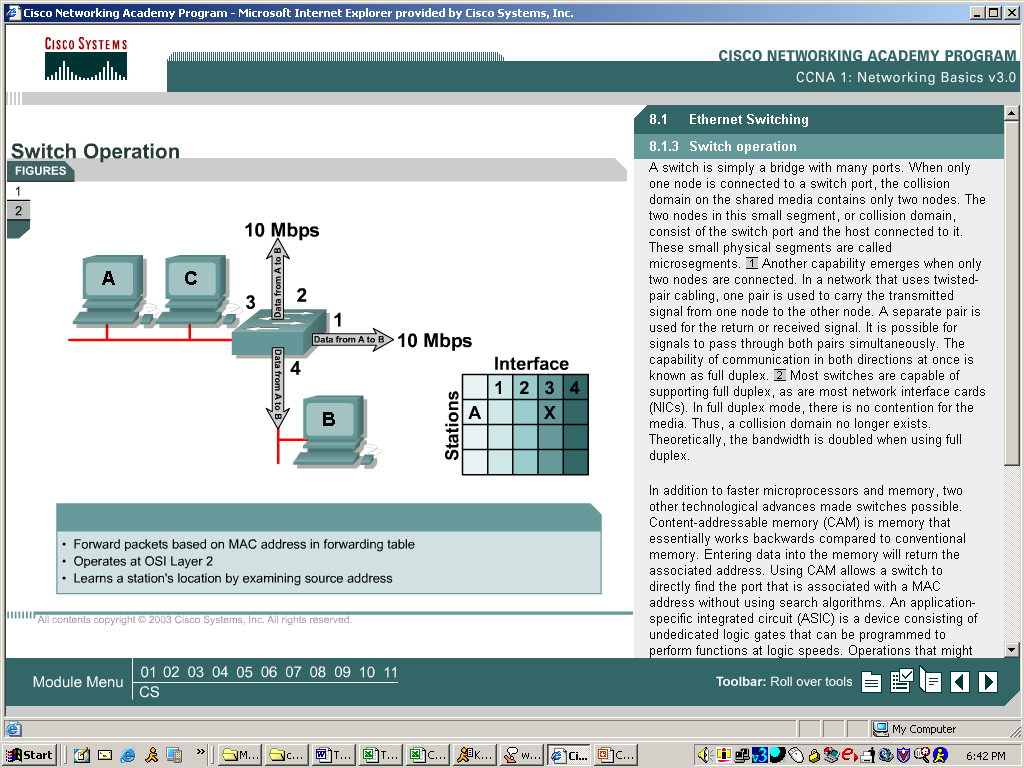 Cisco Networking Academy Program - Microsoft Internet Explorer provided by Cisco Systems, Inc.
CISCO SYSTEMS
CISCO NETWORKING ACADEMY PROGRAM
CCNA 1: Networking Basics v3.0
Switch Operation
FIGURES
1
2
10 Mbps
A
C
Data from A to B
3
2
1
Data from A to B
10 Mbps
4
Data from A to B
B
Interface
1 2 3 4
Stations
A X
• Forward packets based on MAC address in forwarding table
• Operates at OSI Layer 2
• Learns a station's location by examining source address
All contents copyright © 2003 Cisco Systems, Inc. All rights reserved.
8.1 Ethernet Switching
8.1.3 Switch operation
A switch is simply a bridge with many ports. When only
one node is connected to a switch port, the collision
domain on the shared media contains only two nodes. The
two nodes in this small segment, or collision domain,
consist of the switch port and the host connected to it.
These small physical segments are called
microsegments. 1 Another capability emerges when only
two nodes are connected. In a network that uses twisted-
pair cabling, one pair is used to carry the transmitted
signal from one node to the other node. A separate pair is
used for the return or received signal. It is possible for
signals to pass through both pairs simultaneously. The
capability of communication in both directions at once is
known as full duplex. 2 Most switches are capable of
supporting full duplex, as are most network interface cards
(NICs). In full duplex mode, there is no contention for the
media. Thus, a collision domain no longer exists.
Theoretically, the bandwidth is doubled when using full
duplex.
In addition to faster microprocessors and memory, two
other technological advances made switches possible.
Content-addressable memory (CAM) is memory that
essentially works backwards compared to conventional
memory. Entering data into the memory will return the
associated address. Using CAM allows a switch to
directly find the port that is associated with a MAC
address without using search algorithms. An application-
specific integrated circuit (ASIC) is a device consisting of
undedicated logic gates that can be programmed to
perform functions at logic speeds. Operations that might
Module Menu
01 02 03 04 05 06 07 08 09 10 11
CS
Toolbar: Roll over tools
My Computer
Start
»
M...
c...
T...
T...
C...
K...
w...
Ci...
C...
6:42 PM